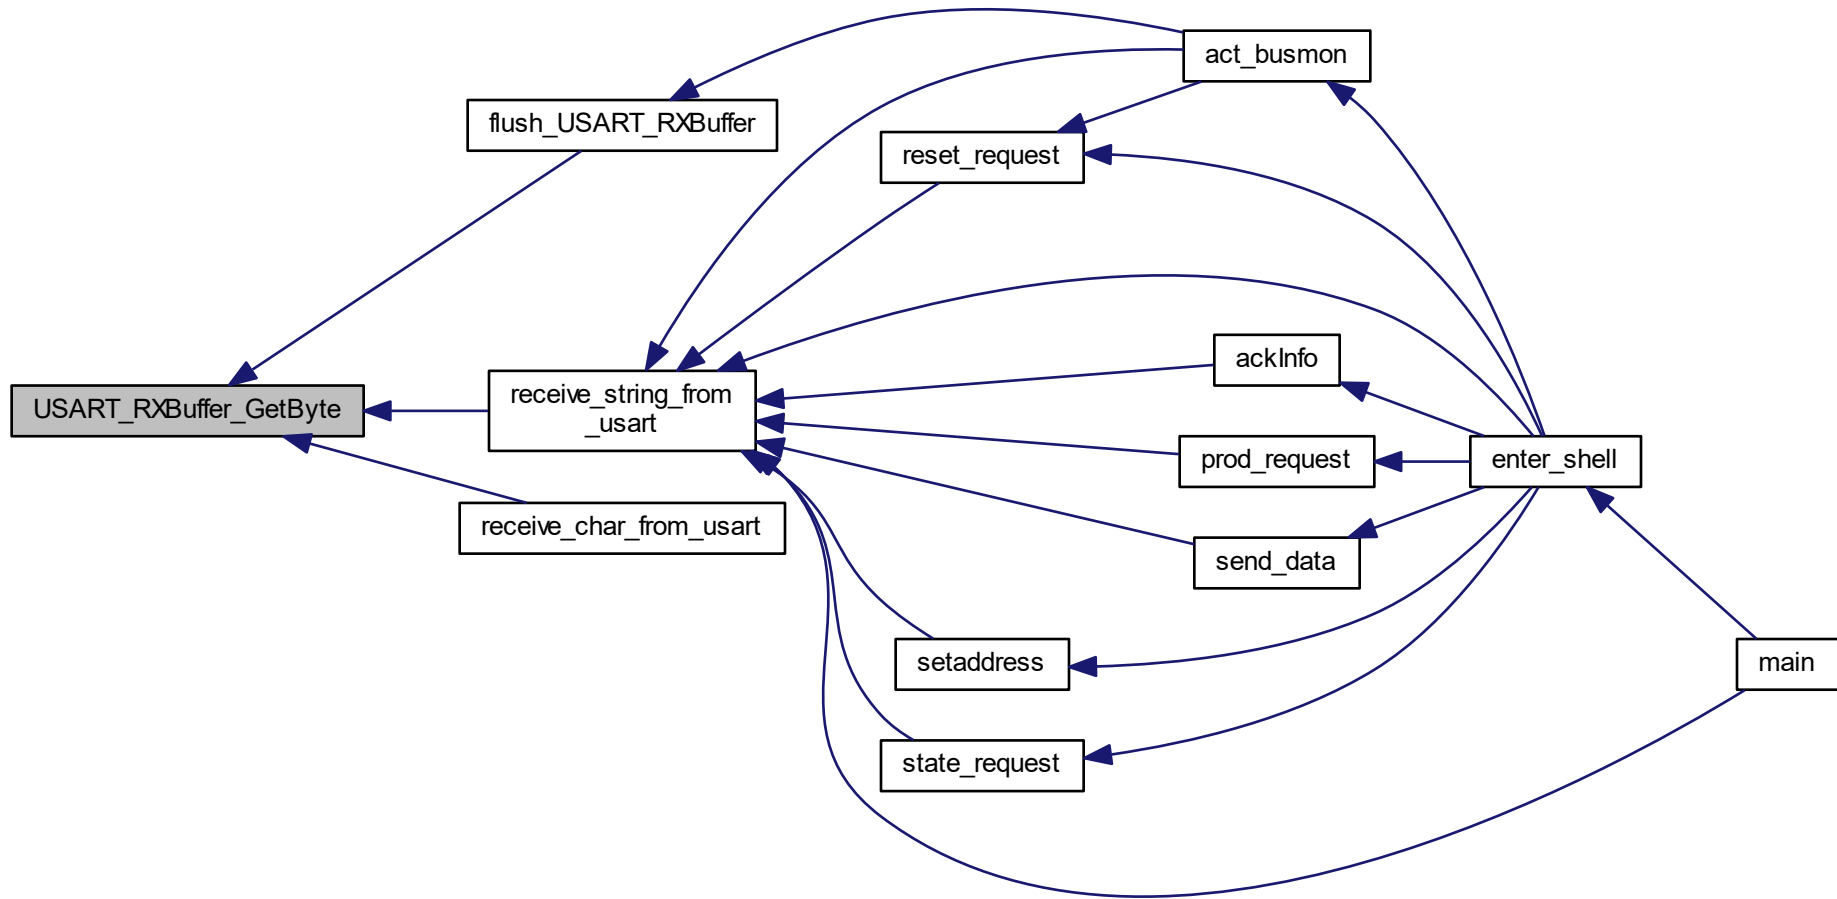 act_busmon
flush_USART_RXBuffer
reset_request
ackInfo
receive_string_from
_usart
USART_RXBuffer_GetByte
prod_request
enter_shell
receive_char_from_usart
send_data
setaddress
main
state_request